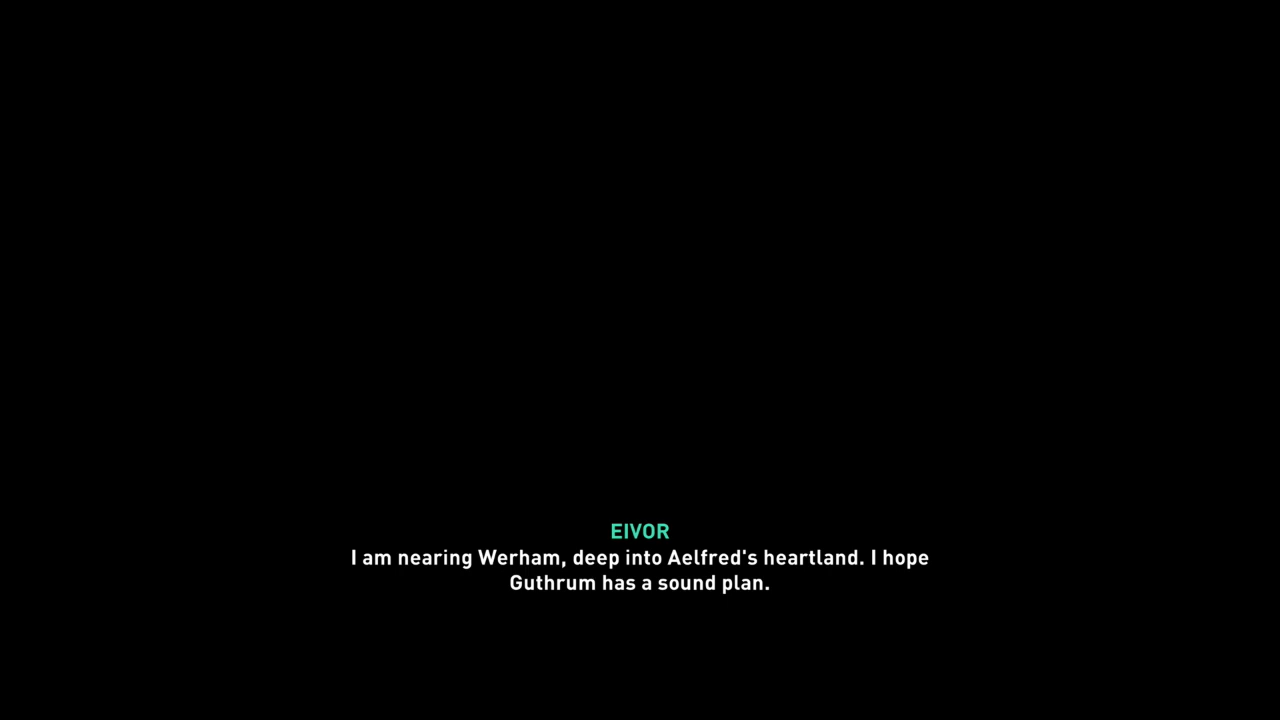 EIVOR
I am nearing Werham, deep into Aelfred's heartland. I hope
Guthrum has a sound plan.